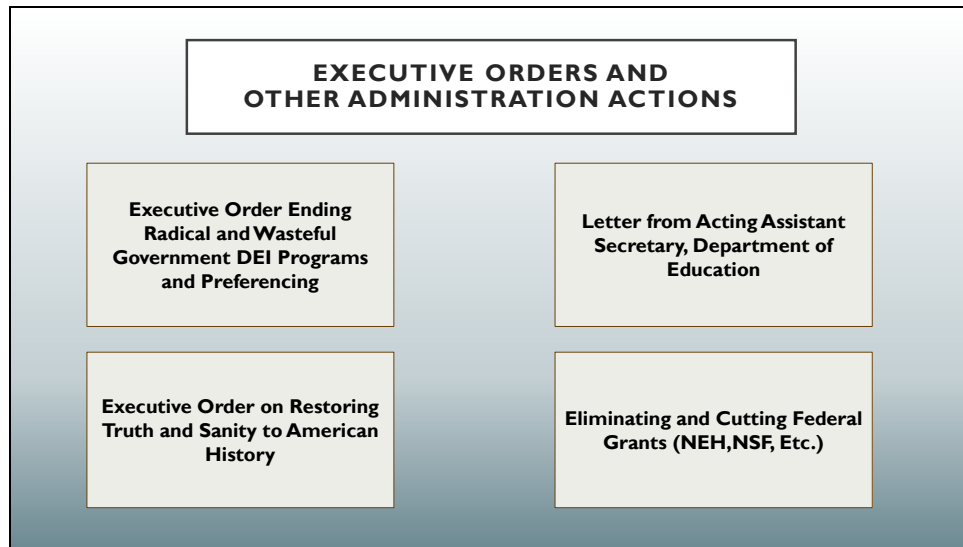 EXECUTIVE ORDERS AND
OTHER ADMINISTRATION ACTIONS
Executive Order Ending
Radical and Wasteful
Government DEI Programs
and Preferencing
Letter from Acting Assistant
Secretary, Department of
Education
Executive Order on Restoring
Truth and Sanity to American
History
Eliminating and Cutting Federal
Grants (NEH,NSF, Etc.)